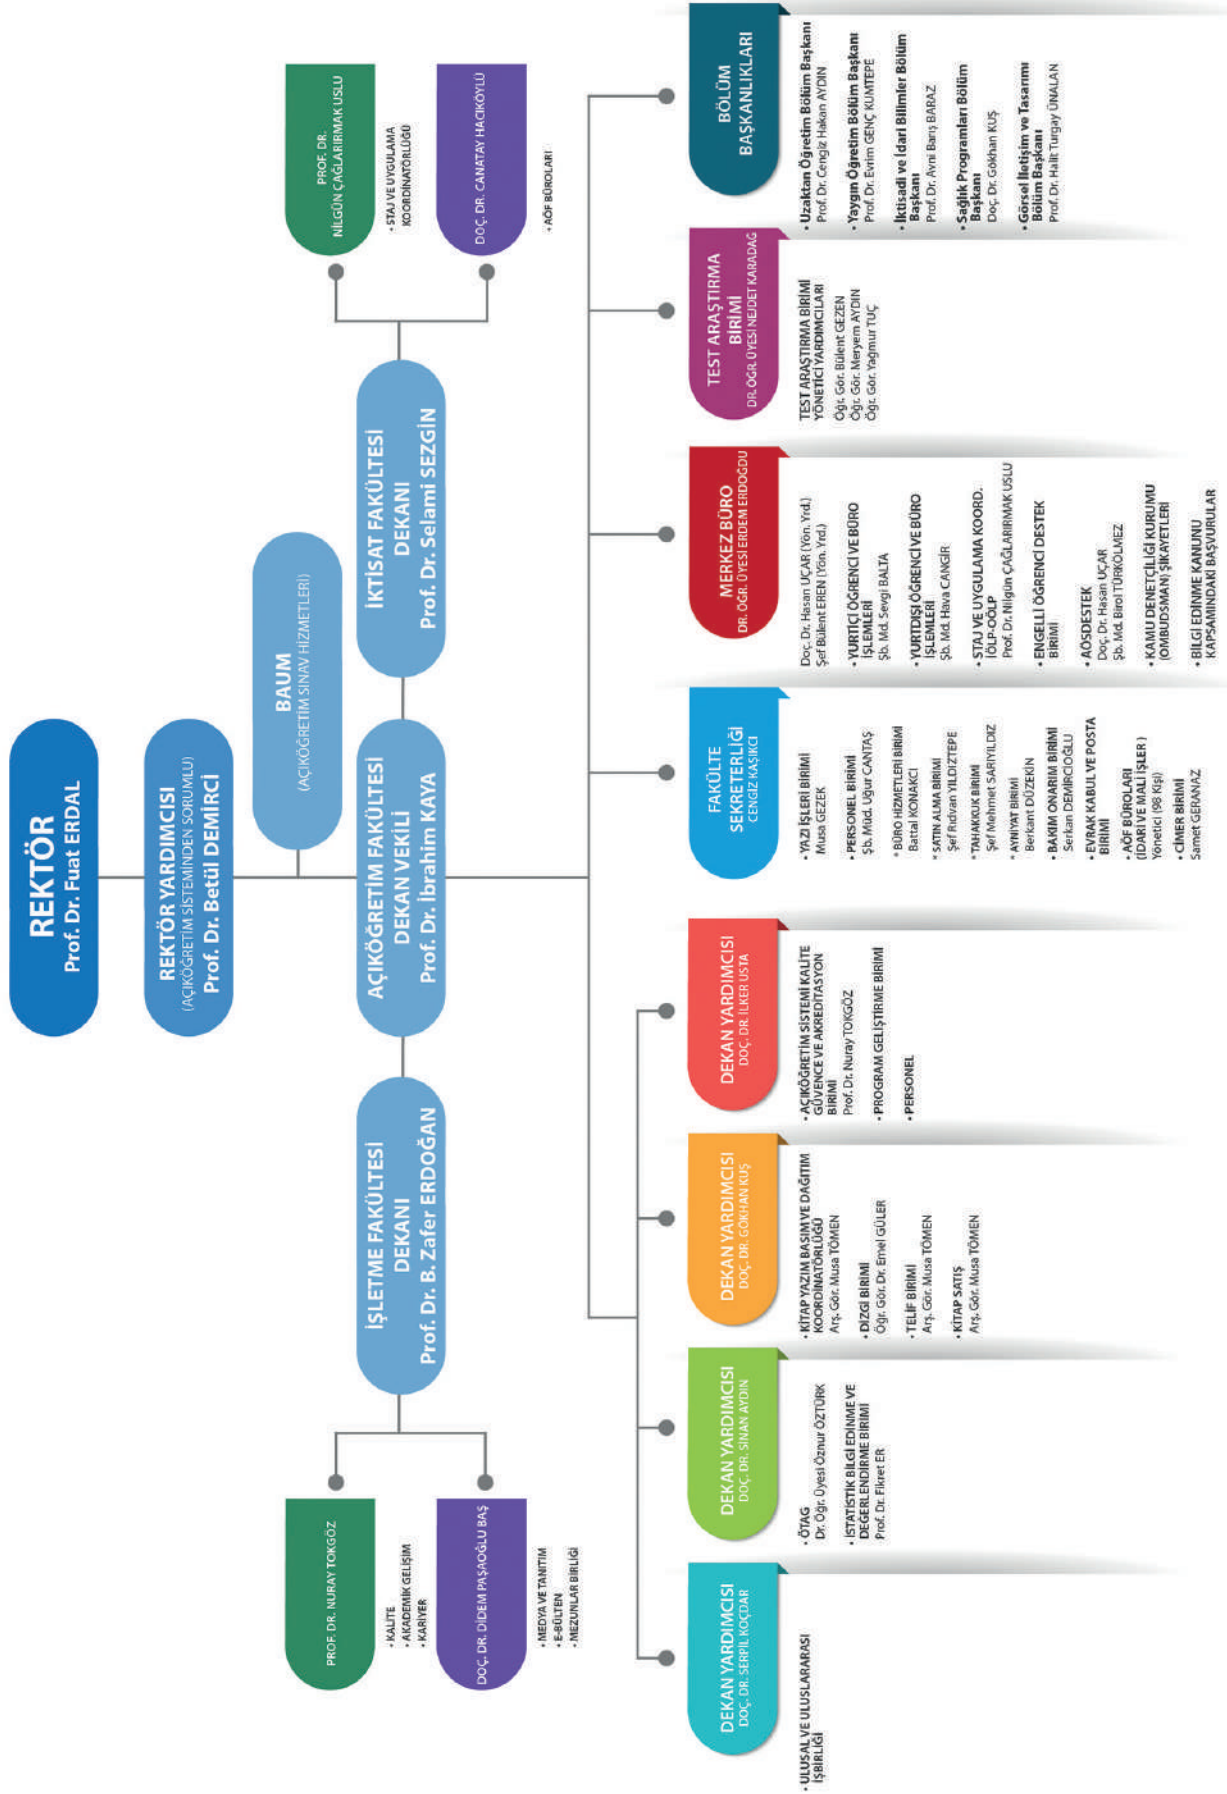 REKTÖR
Prof. Dr. Fuat ERDAL
REKTÖR YARDIMCISI
(AÇIKÖĞRETİM SİSTEMİNDEN SORUMLU)
Prof. Dr. Betül DEMİRCİ
BAUM
(AÇIKÖĞRETİM SINAV HİZMETLERİ)
İŞLETME FAKÜLTESİ
DEKANI
Prof. Dr. B. Zafer ERDOĞAN
AÇIKÖĞRETİM FAKÜLTESİ
DEKAN VEKİLİ
Prof. Dr. İbrahim KAYA
İKTİSAT FAKÜLTESİ
DEKANI
Prof. Dr. Selami SEZGİN
PROF. DR. NURAY TOKGÖZ
• KALİTE
• AKADEMİK GELİŞİM
• KARİYER
DOÇ. DR. DİDEM PAŞAOĞLU BAŞ
• MEDYA VE TANITIM
• E-BÜLTEN
• MEZUNLAR BİRLİĞİ
PROF. DR.
NİLGÜN ÇAĞLARIRMAK USLU
• STAJ VE UYGULAMA
KOORDİNATÖRLÜĞÜ
DOÇ. DR. CANATAY HACIKÖYLÜ
• AÖF BÜROLARI
DEKAN YARDIMCISI
DOÇ. DR. SERPİL KOÇDAR
• ULUSAL VE ULUSLARARASI
İŞBİRLİĞİ
DEKAN YARDIMCISI
DOÇ. DR. SİNAN AYDIN
• ÖTAG
Dr. Öğr. Üyesi Öznur ÖZTÜRK
• İSTATİSTİK BİLGİ EDİNME VE
DEĞERLENDİRME BİRİMİ
Prof. Dr. Fikret ER
DEKAN YARDIMCISI
DOÇ. DR. GÖKHAN KUŞ
• KİTAP YAZIM BASIM VE DAĞITIM
KOORDİNATÖRLÜĞÜ
Arş. Gör. Musa TÖMEN
• DİZGİ BİRİMİ
Öğr. Gör. Dr. Emel GÜLER
• TELİF BİRİMİ
Arş. Gör. Musa TÖMEN
• KİTAP SATIŞ
Arş. Gör. Musa TÖMEN
DEKAN YARDIMCISI
DOÇ. DR. İLKER USTA
• AÇIKÖĞRETİM SİSTEMİ KALİTE
GÜVENCE VE AKREDİTASYON
BİRİMİ
Prof. Dr. Nuray TOKGÖZ
• PROGRAM GELİŞTİRME BİRİMİ
• PERSONEL
FAKÜLTE
SEKRETERLİĞİ
CENGİZ KAŞIKCI
• YAZI İŞLERİ BİRİMİ
Musa GEZEK
• PERSONEL BİRİMİ
Şb. Müd. Uğur CANTAŞ
* BÜRO HİZMETLERİ BİRİMİ
Battal KONAKCI
* SATIN ALMA BİRİMİ
Şef Rıdvan YILDIZTEPE
* TAHAKKUK BİRİMİ
Şef Mehmet SARIYILDIZ
* AYNİYAT BİRİMİ
Berkant DÜZEKİN
• BAKIM ONARIM BİRİMİ
Serkan DEMİRCİOĞLU
• EVRAK KABUL VE POSTA
BİRİMİ
• AÖF BÜROLARI
(İDARİ VE MALİ İŞLER )
Yönetici (98 Kişi)
• CİMER BİRİMİ
Samet GERANAZ
MERKEZ BÜRO
DR. ÖĞR. ÜYESİ ERDEM ERDOĞDU
Doç. Dr. Hasan UÇAR (Yön. Yrd.)
Şef Bülent EREN (Yön. Yrd.)
• YURTİÇİ ÖĞRENCİ VE BÜRO
İŞLEMLERİ
Şb. Md. Sevgi BALTA
• YURTDIŞI ÖĞRENCİ VE BÜRO
İŞLEMLERİ
Şb. Md. Hava CANGİR
• STAJ VE UYGULAMA KOORD.
İÖLP-OÖLP
Prof. Dr. Nilgün ÇAĞLARIRMAK USLU
• ENGELLİ ÖĞRENCİ DESTEK
BİRİMİ
• AOSDESTEK
Doç. Dr. Hasan UÇAR
Şb. Md. Birol TÜRKÖLMEZ
• KAMU DENETÇİLİĞİ KURUMU
(OMBUDSMAN) ŞİKAYETLERİ
• BİLGİ EDİNME KANUNU
KAPSAMINDAKİ BAŞVURULAR
TEST ARAŞTIRMA
BİRİMİ
DR. ÖĞR. ÜYESİ NEJDET KARADAĞ
TEST ARAŞTIRMA BİRİMİ
YÖNETİCİ YARDIMCILARI
Öğr. Gör. Bülent GEZEN
Öğr. Gör. Meryem AYDIN
Öğr. Gör. Yağmur TUÇ
BÖLÜM
BAŞKANLIKLARI
• Uzaktan Öğretim Bölüm Başkanı
Prof. Dr. Cengiz Hakan AYDIN
• Yaygın Öğretim Bölüm Başkanı
Prof. Dr. Evrim GENÇ KUMTEPE
• İktisadi ve İdari Bilimler Bölüm
Başkanı
Prof. Dr. Avni Barış BARAZ
• Sağlık Programları Bölüm
Başkanı
Doç. Dr. Gökhan KUŞ
• Görsel İletişim ve Tasarımı
Bölüm Başkanı
Prof. Dr. Halit Turgay ÜNALAN